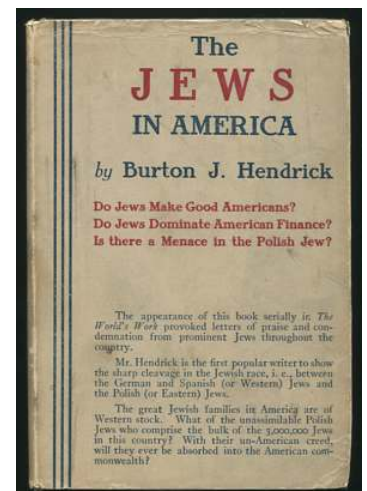 The
JEWS
IN AMERICA
by Burton J. Hendrick
Do Jews Make Good Americans?
Do Jews Dominate American Finance?
Is there a Menace in the Polish Jew?
The appearance of this book serially in The
World's Work provoked letters of praise and con-
demnation from prominent Jews throughout the
country.
Mr. Hendrick is the first popular writer to show
the sharp cleavage in the Jewish race, i. e., between
the German and Spanish (or Western) Jews and
the Polish (or Eastern) Jews.
The great Jewish families in America are of
Western stock. What of the unassimilable Polish
Jews who comprise the bulk of the 3,000,000 Jews
in this country? With their un-American creed,
will they ever be absorbed into the American com-
monwealth?